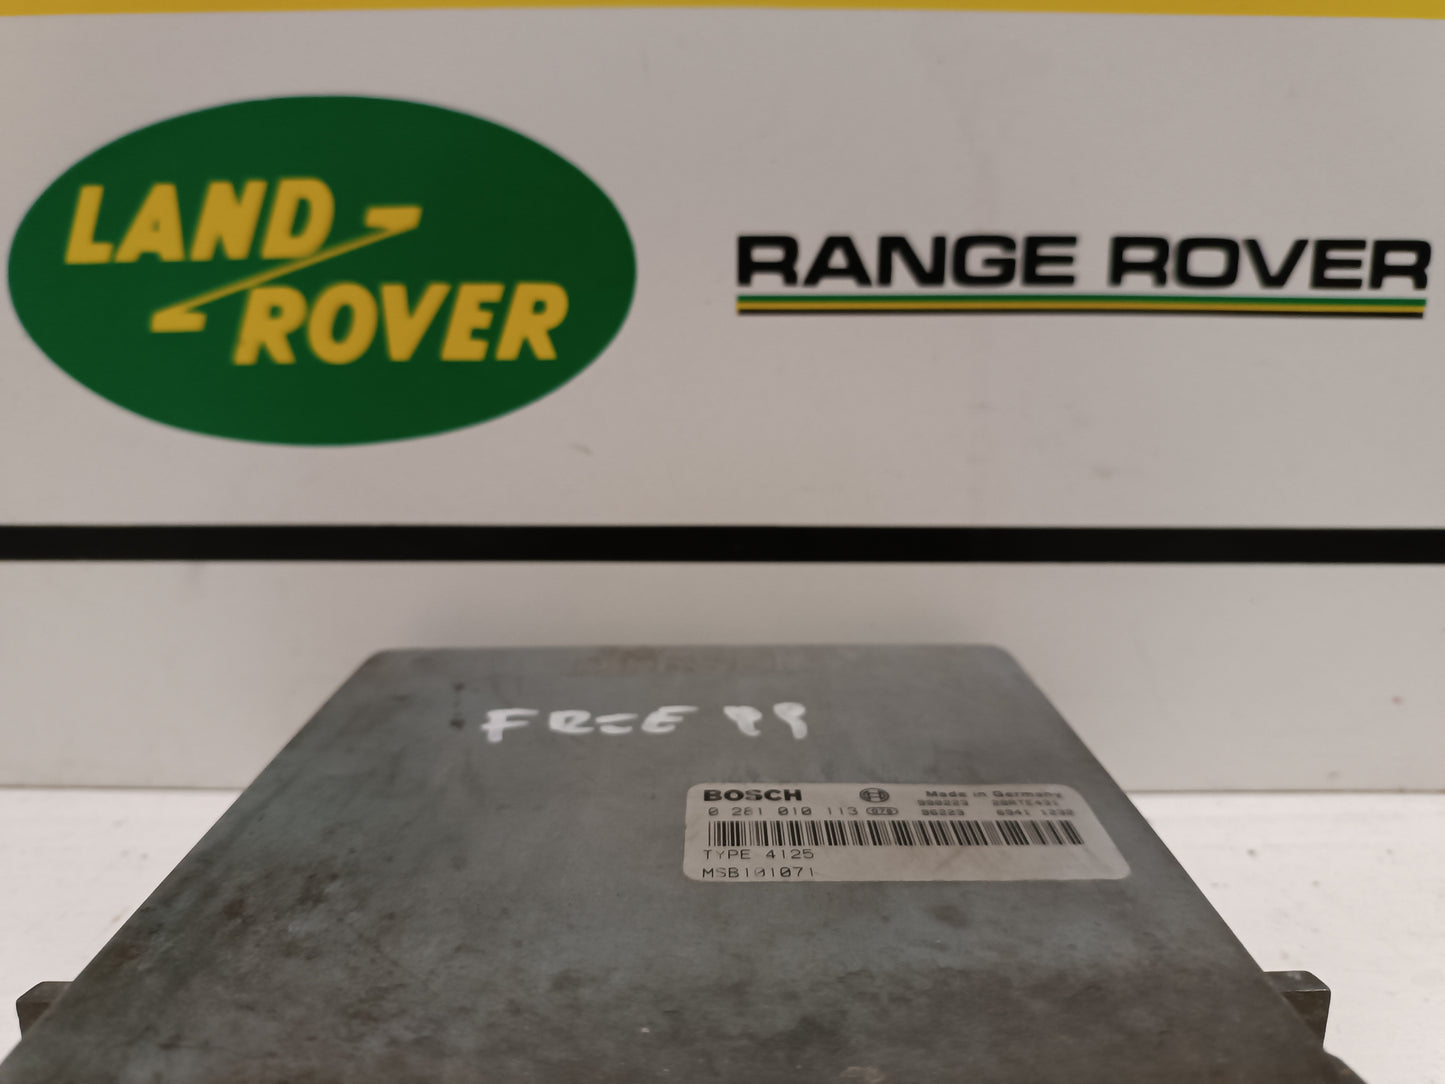 LAND
ROVER
RANGE ROVER
FREE 99
BOSCH
Made in Germany
0 281 010 113
TYPE 4125
MSB101071